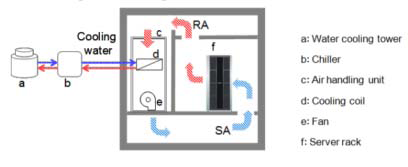 Cooling
water
RA
a
b
c
d
e
f
SA
a: Water cooling tower
b: Chiller
c: Air handling unit
d: Cooling coil
e: Fan
f: Server rack